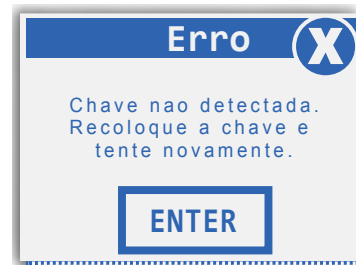 Erro
X
Chave nao detectada.
Recoloque a chave e
tente novamente.
ENTER